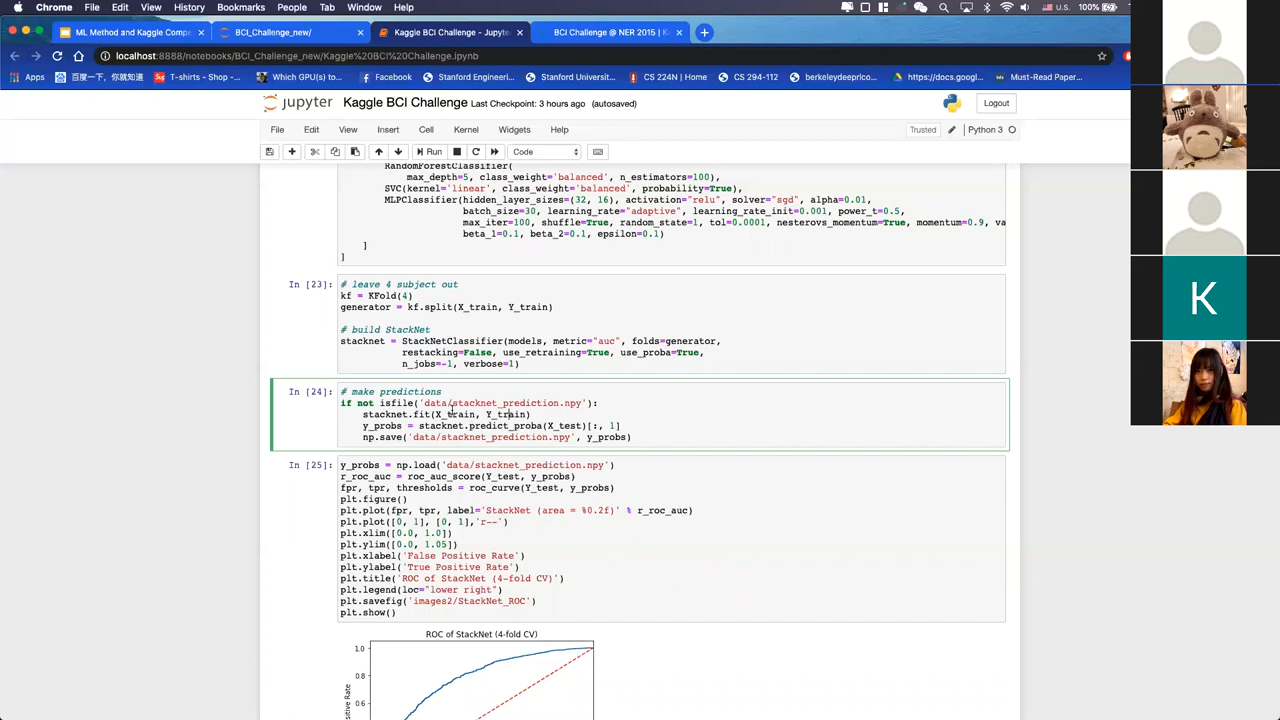 Chrome File Edit View History Bookmarks People Tab Window Help U.S. 100%
ML Method and Kaggle Compe
BCI_Challenge_new/
Kaggle BCI Challenge - Jupyter
BCI Challenge @ NER 2015 | K
localhost:8888/notebooks/BCI_Challenge_new/Kaggle%20BCI%20Challenge.ipynb
Apps 百度一下，你就知道 T-shirts - Shop -... Which GPU(s) to... Facebook Stanford Engineeri... Stanford Universit... CS 224N | Home CS 294-112 berkeleydeeprlco... https://docs.googl... Must-Read Paper...
jupyter Kaggle BCI Challenge Last Checkpoint: 3 hours ago (autosaved) Logout
File Edit View Insert Cell Kernel Widgets Help Trusted Python 3
Run Code
RandomForestClassifier(
max_depth=5, class_weight='balanced', n_estimators=100),
SVC(kernel='linear', class_weight='balanced', probability=True),
MLPClassifier(hidden_layer_sizes=(32, 16), activation="relu", solver="sgd", alpha=0.01,
batch_size=30, learning_rate="adaptive", learning_rate_init=0.001, power_t=0.5,
max_iter=100, shuffle=True, random_state=1, tol=0.0001, nesterovs_momentum=True, momentum=0.9, va
beta_1=0.1, beta_2=0.1, epsilon=0.1)
]
]
In [23]: # leave 4 subject out
kf = KFold(4)
generator = kf.split(X_train, Y_train)
# build StackNet
stacknet = StackNetClassifier(models, metric="auc", folds=generator,
restacking=False, use_retraining=True, use_proba=True,
n_jobs=-1, verbose=1)
In [24]: # make predictions
if not isfile('data/stacknet_prediction.npy'):
stacknet.fit(X_train, Y_train)
y_probs = stacknet.predict_proba(X_test)[:, 1]
np.save('data/stacknet_prediction.npy', y_probs)
In [25]: y_probs = np.load('data/stacknet_prediction.npy')
r_roc_auc = roc_auc_score(Y_test, y_probs)
fpr, tpr, thresholds = roc_curve(Y_test, y_probs)
plt.figure()
plt.plot(fpr, tpr, label='StackNet (area = %0.2f)' % r_roc_auc)
plt.plot([0, 1], [0, 1],'r--')
plt.xlim([0.0, 1.0])
plt.ylim([0.0, 1.05])
plt.xlabel('False Positive Rate')
plt.ylabel('True Positive Rate')
plt.title('ROC of StackNet (4-fold CV)')
plt.legend(loc="lower right")
plt.savefig('images2/StackNet_ROC')
plt.show()
ROC of StackNet (4-fold CV)
1.0
0.8
0.6
sitive Rate
K